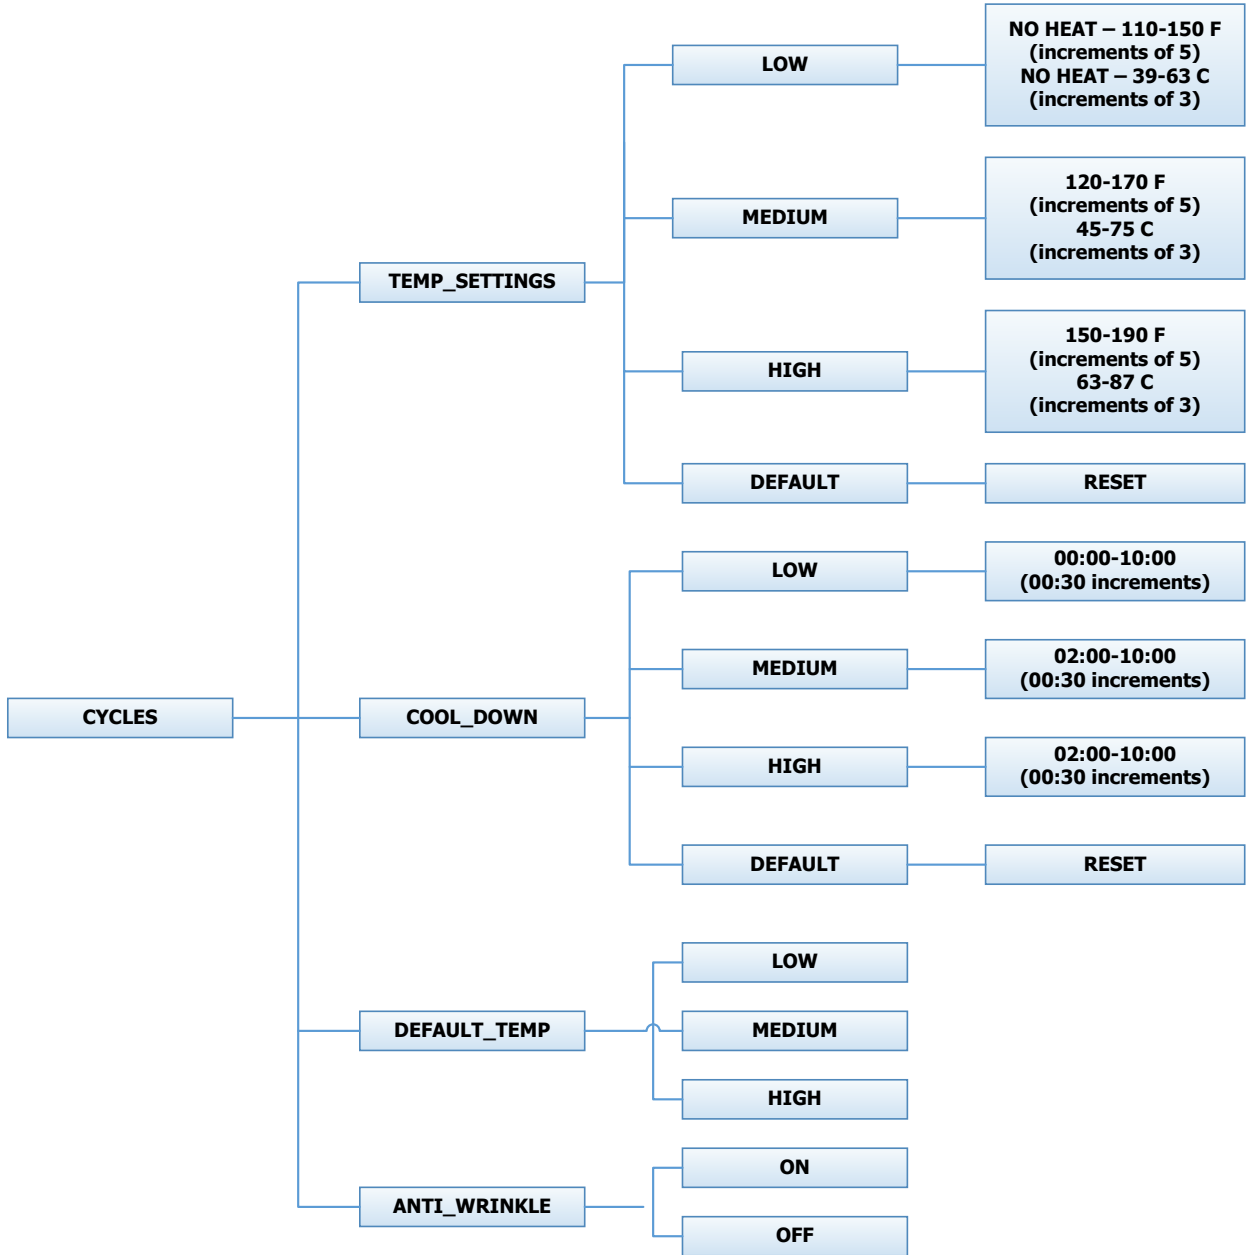 NO HEAT – 110-150 F
(increments of 5)
NO HEAT – 39-63 C
(increments of 3)
LOW
120-170 F
(increments of 5)
45-75 C
(increments of 3)
MEDIUM
TEMP_SETTINGS
150-190 F
(increments of 5)
63-87 C
(increments of 3)
HIGH
DEFAULT
RESET
LOW
00:00-10:00
(00:30 increments)
MEDIUM
02:00-10:00
(00:30 increments)
CYCLES
COOL_DOWN
HIGH
02:00-10:00
(00:30 increments)
DEFAULT
RESET
LOW
DEFAULT_TEMP
MEDIUM
HIGH
ON
ANTI_WRINKLE
OFF